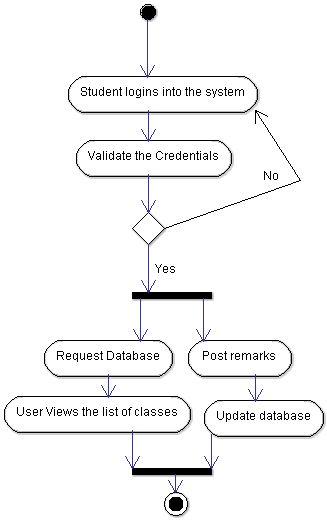 Student logins into the system
Validate the Credentials
No
Yes
Request Database
Post remarks
User Views the list of classes
Update database